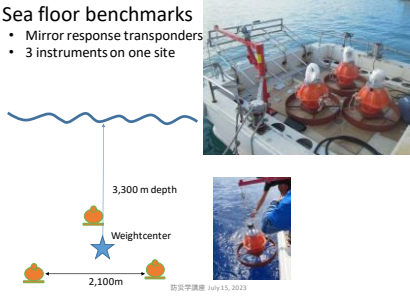 Sea floor benchmarks
• Mirror response transponders
• 3 instruments on one site
3,300 m depth
Weightcenter
2,100m
防災学講座 July 15, 2023